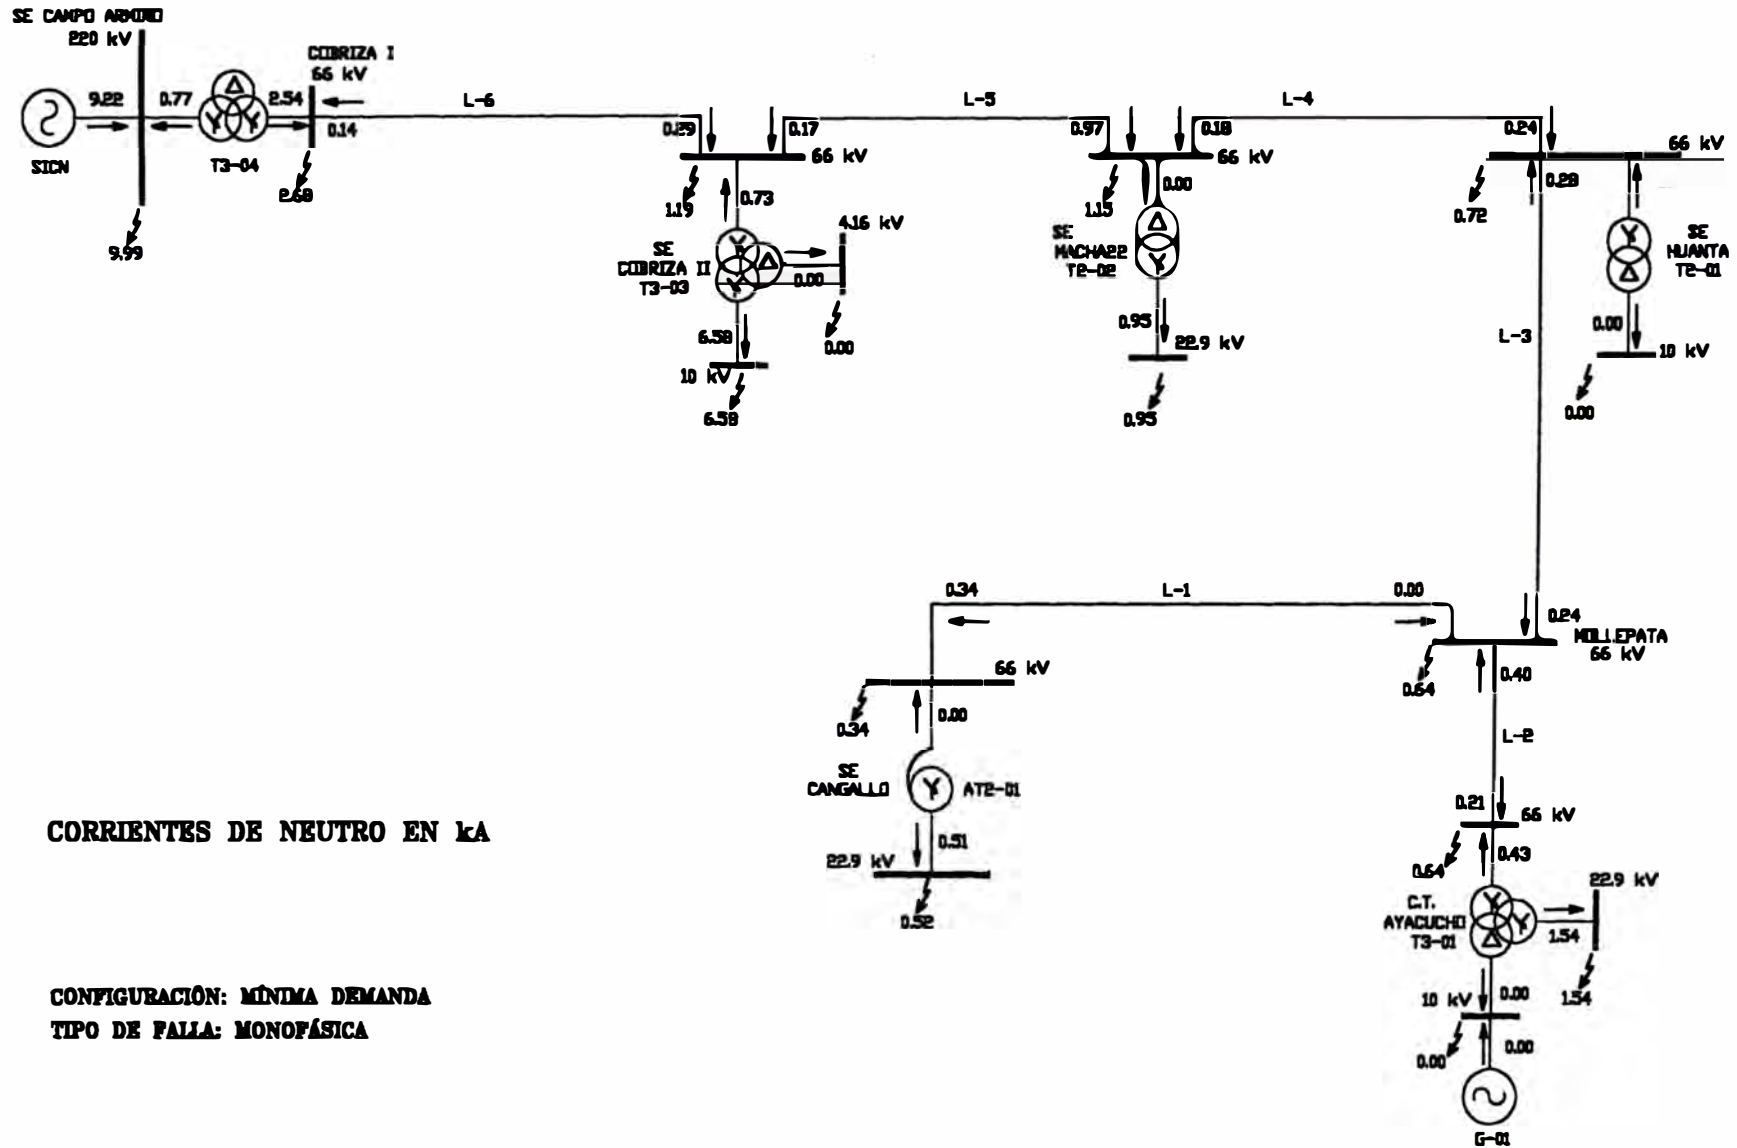 SE CAMPO ARMIÑO
220 kV
COBRIZA I
66 kV
9.22
0.77
2.54
0.14
SICN
T3-04
2.68
9.99
L-6
0.29
0.17
66 kV
1.19
0.73
4.16 kV
SE
COBRIZA II
T3-03
0.00
0.00
6.58
10 kV
6.58
L-5
0.97
0.18
66 kV
1.15
0.00
SE
T2-02
0.95
22.9 kV
0.95
L-4
0.24
66 kV
0.28
0.72
SE
HUANTA
T2-01
0.00
10 kV
0.00
L-3
0.34
L-1
0.00
0.24
MOLLEPATA
66 kV
0.64
0.40
66 kV
0.34
0.00
L-2
SE
CANGALLO
AT2-01
0.51
22.9 kV
0.52
0.21
66 kV
0.64
0.43
22.9 kV
C.T.
AYACUCHO
T3-01
1.54
1.54
10 kV
0.00
0.00
0.00
G-01
CORRIENTES DE NEUTRO EN kA
CONFIGURACIÓN: MÍNIMA DEMANDA
TIPO DE FALLA: MONOFÁSICA